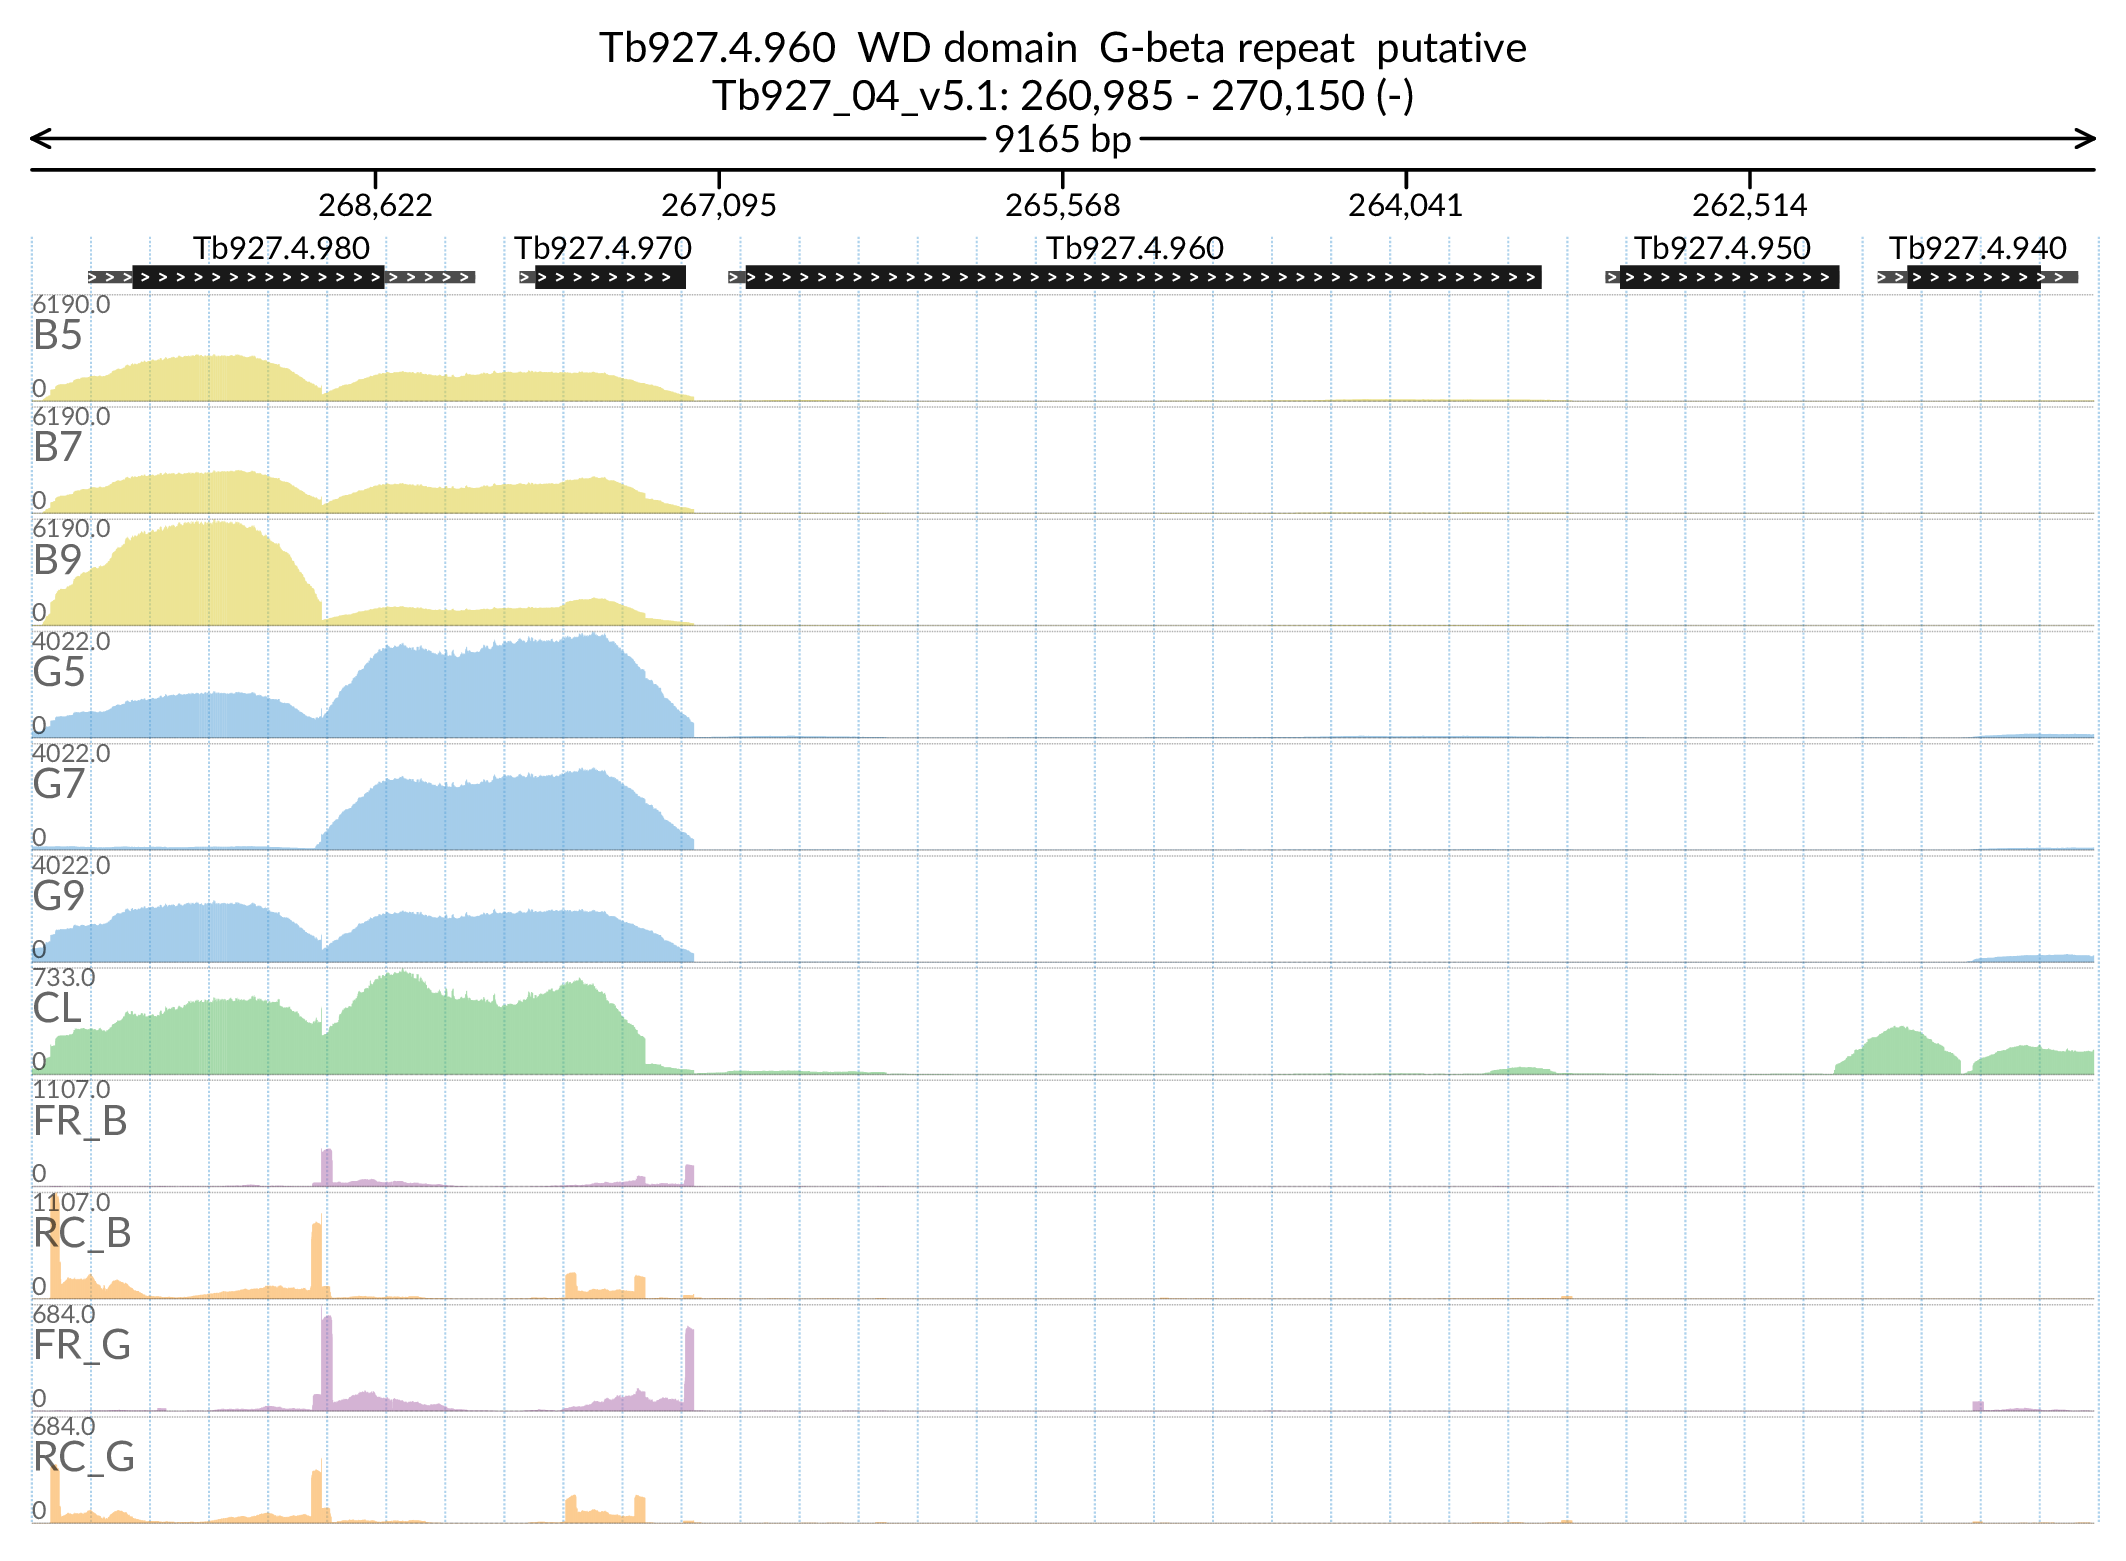 Tb927.4.960 WD domain G-beta repeat putative
Tb927_04_v5.1: 260,985 - 270,150 (-)
9165 bp
268,622 267,095 265,568 264,041 262,514
Tb927.4.980 Tb927.4.970 Tb927.4.960 Tb927.4.950 Tb927.4.940
6190.0
B5
0
6190.0
B7
0
6190.0
B9
0
4022.0
G5
0
4022.0
G7
0
4022.0
G9
0
733.0
CL
0
1107.0
FR_B
0
1107.0
RC_B
0
684.0
FR_G
0
684.0
RC_G
0